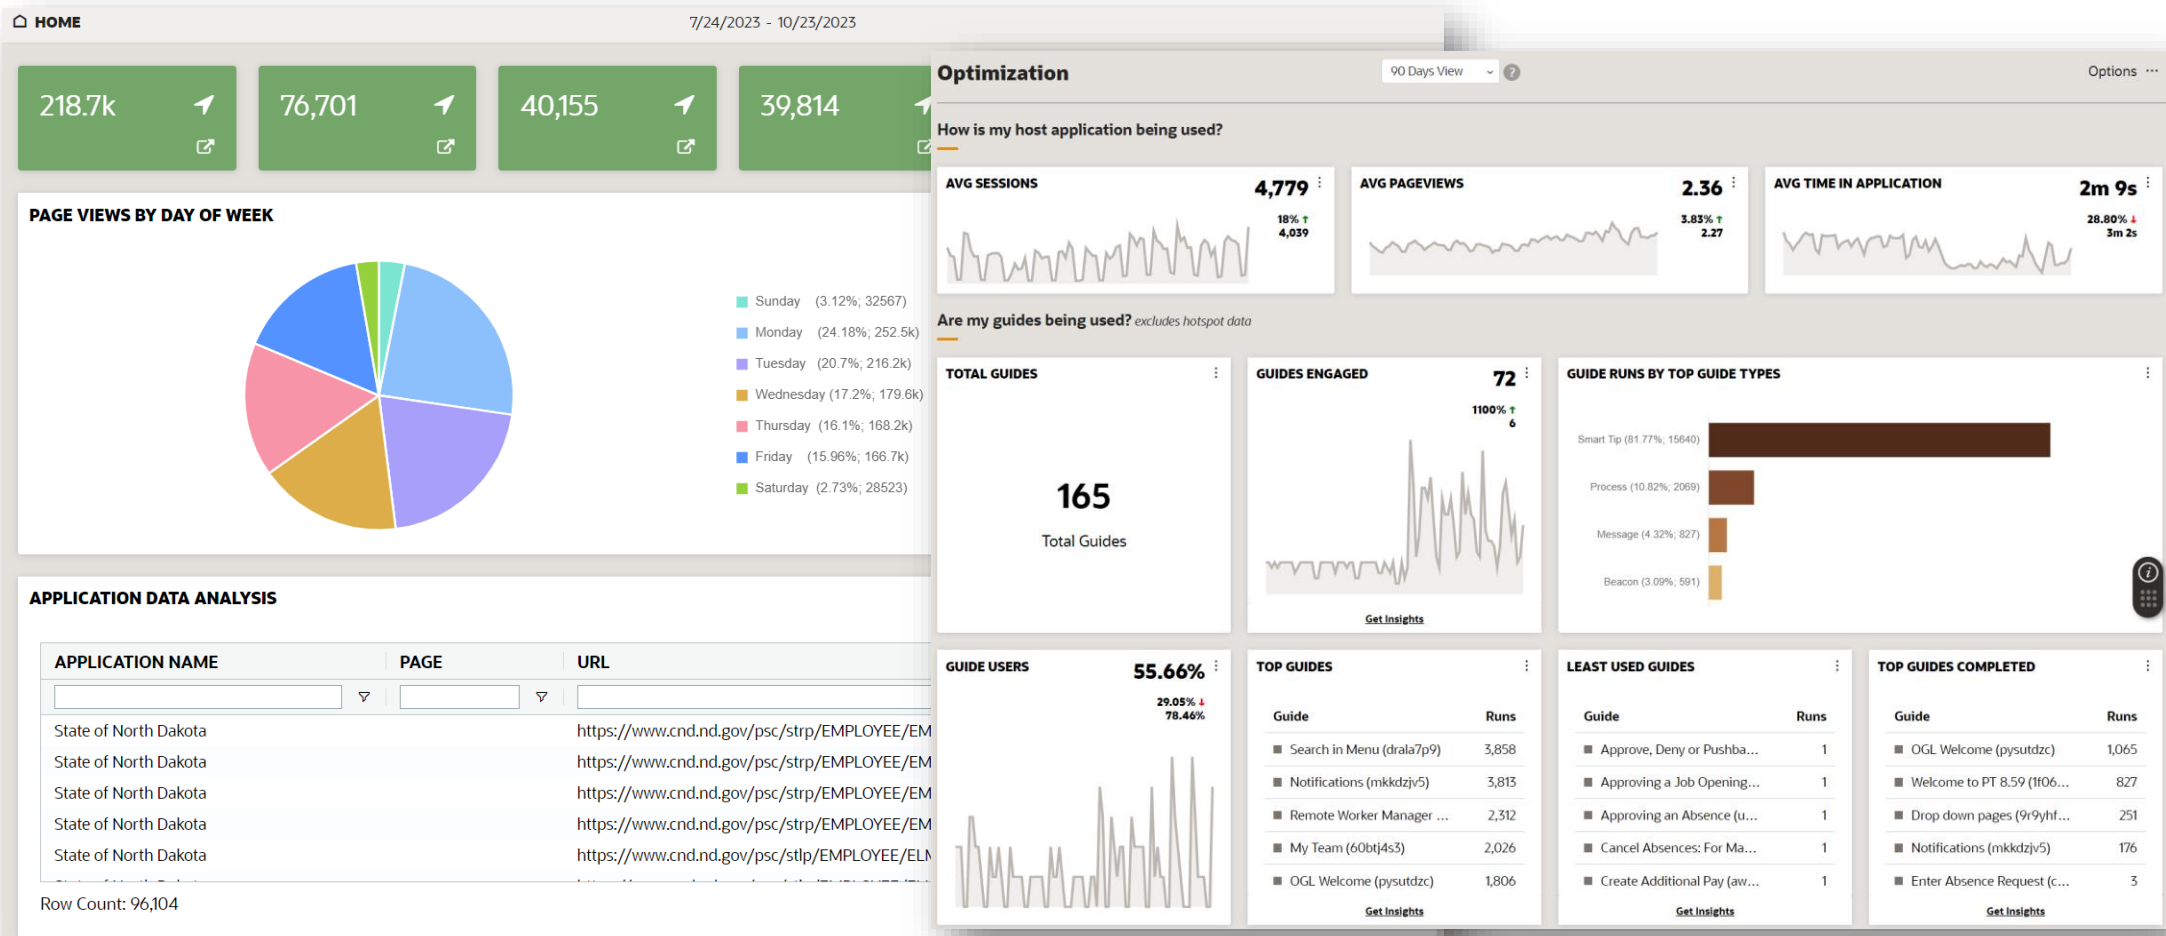 HOME
7/24/2023 - 10/23/2023
218.7k
76,701
40,155
39,814
PAGE VIEWS BY DAY OF WEEK
Sunday (3.12%; 32567)
Monday (24.18%; 252.5k)
Tuesday (20.7%; 216.2k)
Wednesday (17.2%; 179.6k)
Thursday (16.1%; 168.2k)
Friday (15.96%; 166.7k)
Saturday (2.73%; 28523)
APPLICATION DATA ANALYSIS
APPLICATION NAME PAGE URL
State of North Dakota https://www.cnd.nd.gov/psc/strp/EMPLOYEE/EM
State of North Dakota https://www.cnd.nd.gov/psc/strp/EMPLOYEE/EM
State of North Dakota https://www.cnd.nd.gov/psc/strp/EMPLOYEE/EM
State of North Dakota https://www.cnd.nd.gov/psc/strp/EMPLOYEE/EM
State of North Dakota https://www.cnd.nd.gov/psc/stlp/EMPLOYEE/ELM
Row Count: 96,104
Optimization
90 Days View
?
Options ...
How is my host application being used?
AVG SESSIONS
4,779
18% ↑
4,039
AVG PAGEVIEWS
2.36
3.83% ↑
2.27
AVG TIME IN APPLICATION
2m 9s
28.80% ↓
3m 2s
Are my guides being used? excludes hotspot data
TOTAL GUIDES
165
Total Guides
GUIDES ENGAGED
72
1100% ↑
6
Get Insights
GUIDE RUNS BY TOP GUIDE TYPES
Smart Tip (81.77%; 15640)
Process (10.82%; 2069)
Message (4.32%; 827)
Beacon (3.09%; 591)
i
GUIDE USERS
55.66%
29.05% ↓
78.46%
TOP GUIDES
Guide Runs
Search in Menu (drala7p9) 3,858
Notifications (mkkdzjv5) 3,813
Remote Worker Manager ... 2,312
My Team (60btj4s3) 2,026
OGL Welcome (pysutdzc) 1,806
Get Insights
LEAST USED GUIDES
Guide Runs
Approve, Deny or Pushba... 1
Approving a Job Opening... 1
Approving an Absence (u... 1
Cancel Absences: For Ma... 1
Create Additional Pay (aw... 1
Get Insights
TOP GUIDES COMPLETED
Guide Runs
OGL Welcome (pysutdzc) 1,065
Welcome to PT 8.59 (1f06... 827
Drop down pages (9r9yhf... 251
Notifications (mkkdzjv5) 176
Enter Absence Request (c... 3
Get Insights